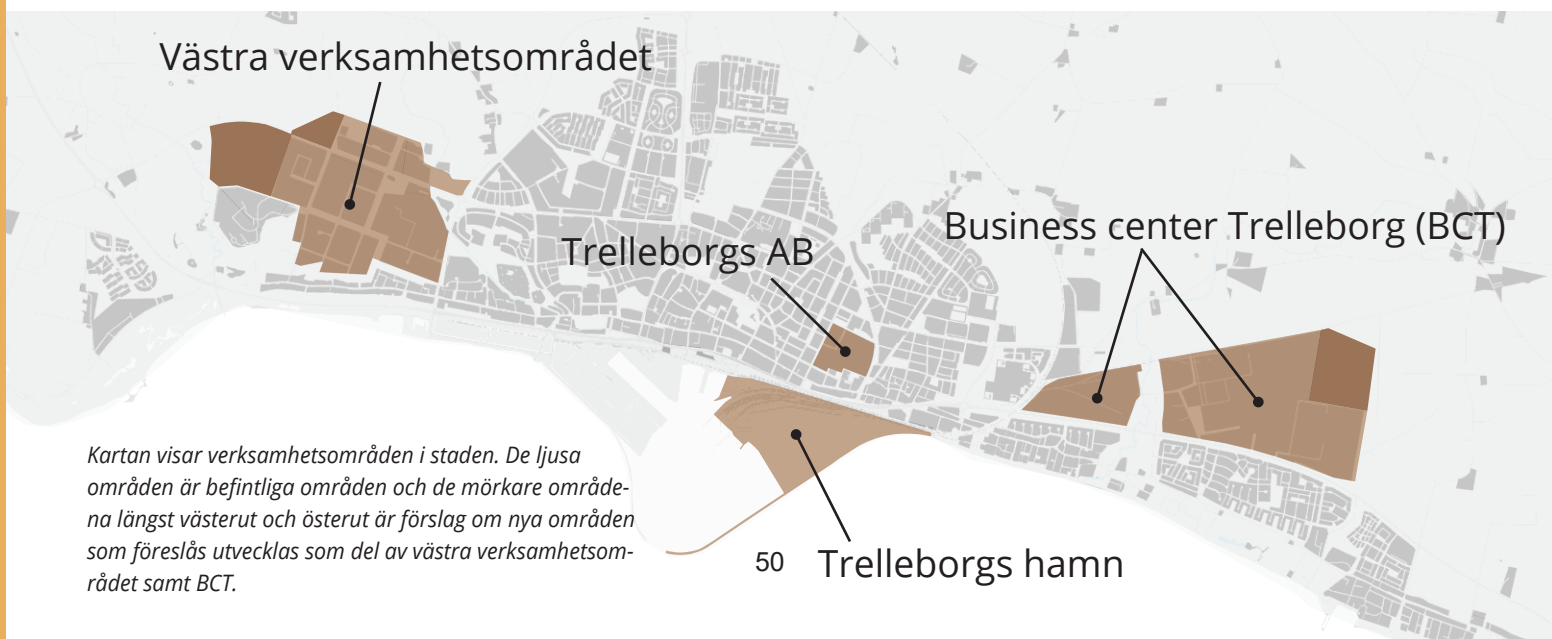 Västra verksamhetsområdet
Business center Trelleborg (BCT)
Trelleborgs AB
Kartan visar verksamhetsområden i staden. De ljusa
områden är befintliga områden och de mörkare område-
na längst västerut och österut är förslag om nya områden
som föreslås utvecklas som del av västra verksamhetsom-
rådet samt BCT.
50
Trelleborgs hamn